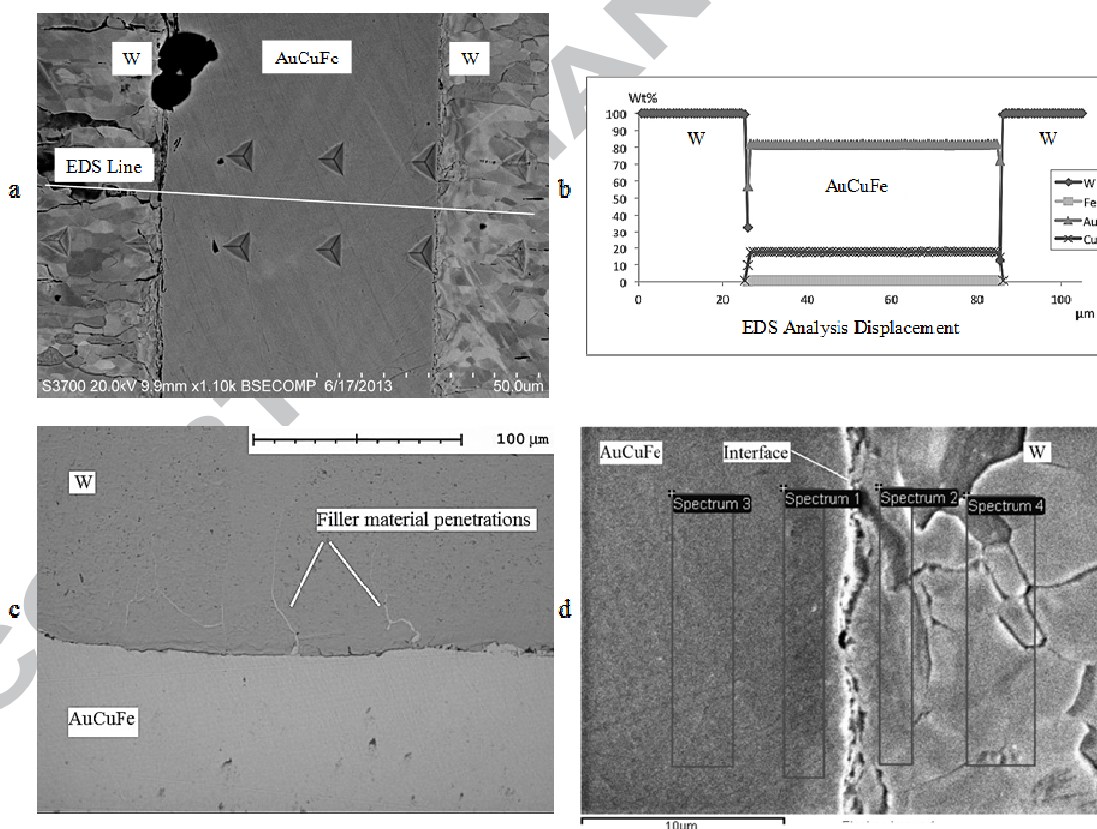 W
AuCuFe
W
EDS Line
a
S3700 20.0kV 9.9mm x1.10k BSECOMP 6/17/2013
50.0um
b
Wt%
100
90
80
70
60
50
40
30
20
10
0
W
AuCuFe
W
W
Fe
Au
Cu
0
20
40
60
80
100
µm
EDS Analysis Displacement
c
100 µm
W
Filler material penetrations
AuCuFe
d
AuCuFe
Interface
W
Spectrum 3
Spectrum 1
Spectrum 2
Spectrum 4
10µm